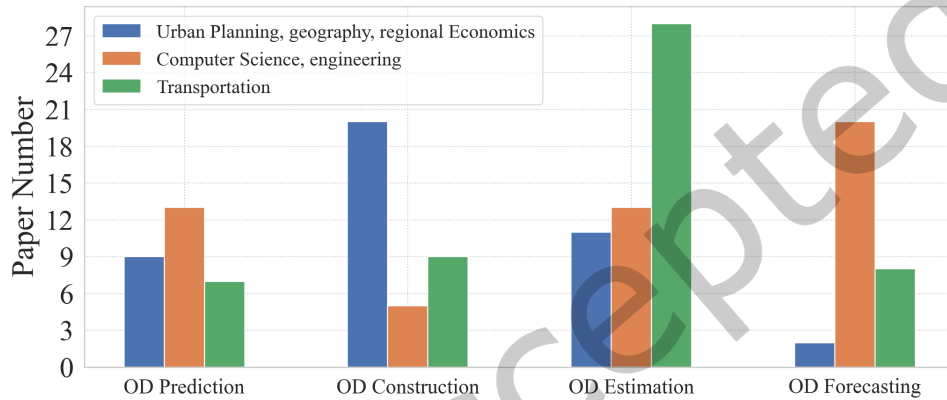 Urban Planning, geography, regional Economics
Computer Science, engineering
Transportation
Paper Number
27
24
21
18
15
12
9
6
3
0
OD Prediction
OD Construction
OD Estimation
OD Forecasting
cepted